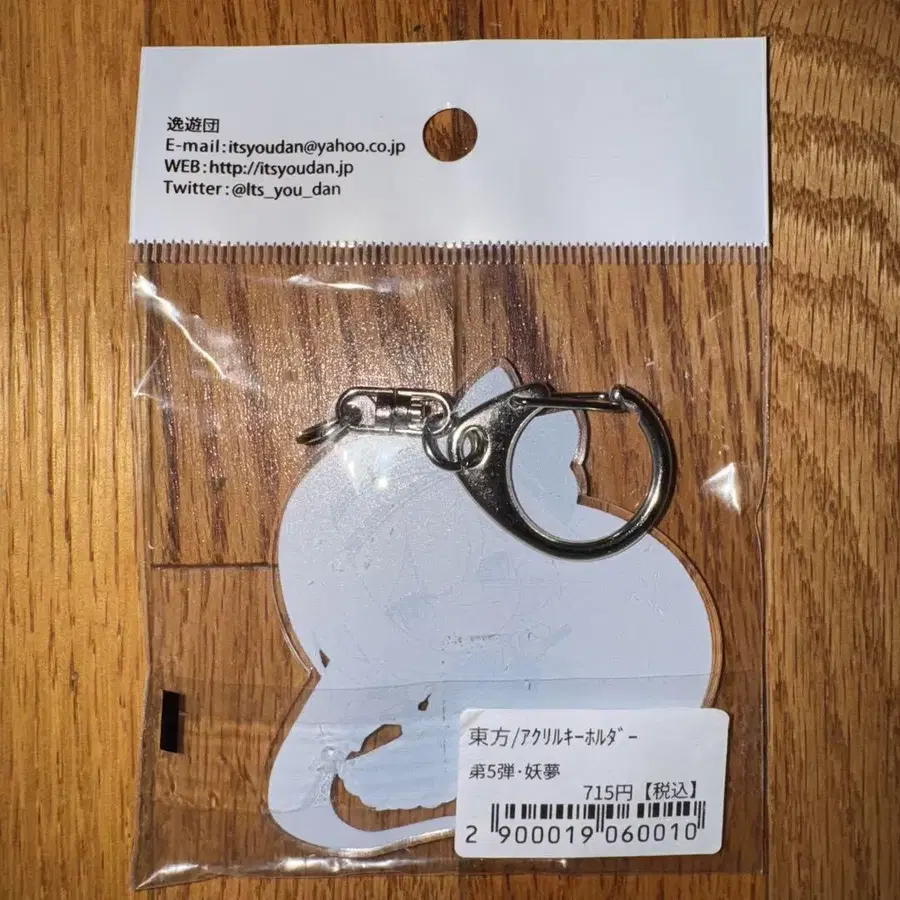 逸遊団
E-mail:itsyoudan@yahoo.co.jp
WEB:http://itsyoudan.jp
Twitter:@Its_you_dan
東方/ｱｸﾘﾙｷｰﾎﾙﾀﾞｰ
第5弾･妖夢
715円【税込】
2 900019 060010